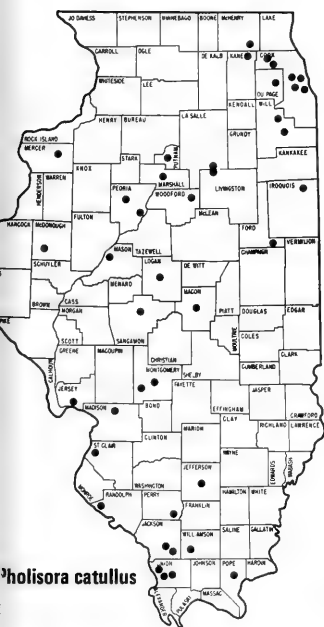 JO DAVIESS STEPHENSON WINNEBAGO BOONE McHENRY LAKE
CARROLL OGLE DE KALB KANE COOK
WHITESIDE LEE DU PAGE
KENDALL WILL
HENRY BUREAU LA SALLE
ROCK ISLAND GRUNDY
MERCER STARK PUTNAM KANKAKEE
HENDERSON WARREN KNOX MARSHALL LIVINGSTON IROQUOIS
PEORIA WOODFORD
FULTON McLEAN FORD
HANCOCK McDONOUGH MASON TAZEWELL VERMILION
LOGAN DE WITT CHAMPAIGN
SCHUYLER MENARD MACON
BROWN CASS PIATT DOUGLAS EDGAR
MORGAN MOULTRIE COLES
SCOTT SANGAMON
CHRISTIAN CLARK
GREENE MACOUPIN SHELBY CUMBERLAND
CALHOUN MONTGOMERY FAYETTE
JERSEY EFFINGHAM JASPER
MADISON BOND CLAY CRAWFORD
RICHLAND LAWRENCE
CLINTON MARION
ST CLAIR WAYNE EDWARDS WABASH
WASHINGTON JEFFERSON
MONROE RANDOLPH PERRY HAMILTON WHITE
FRANKLIN
JACKSON
WILLIAMSON SALINE GALLATIN
UNION JOHNSON POPE HARDIN
ALEXANDER PULASKI MASSAC
holisora catullus